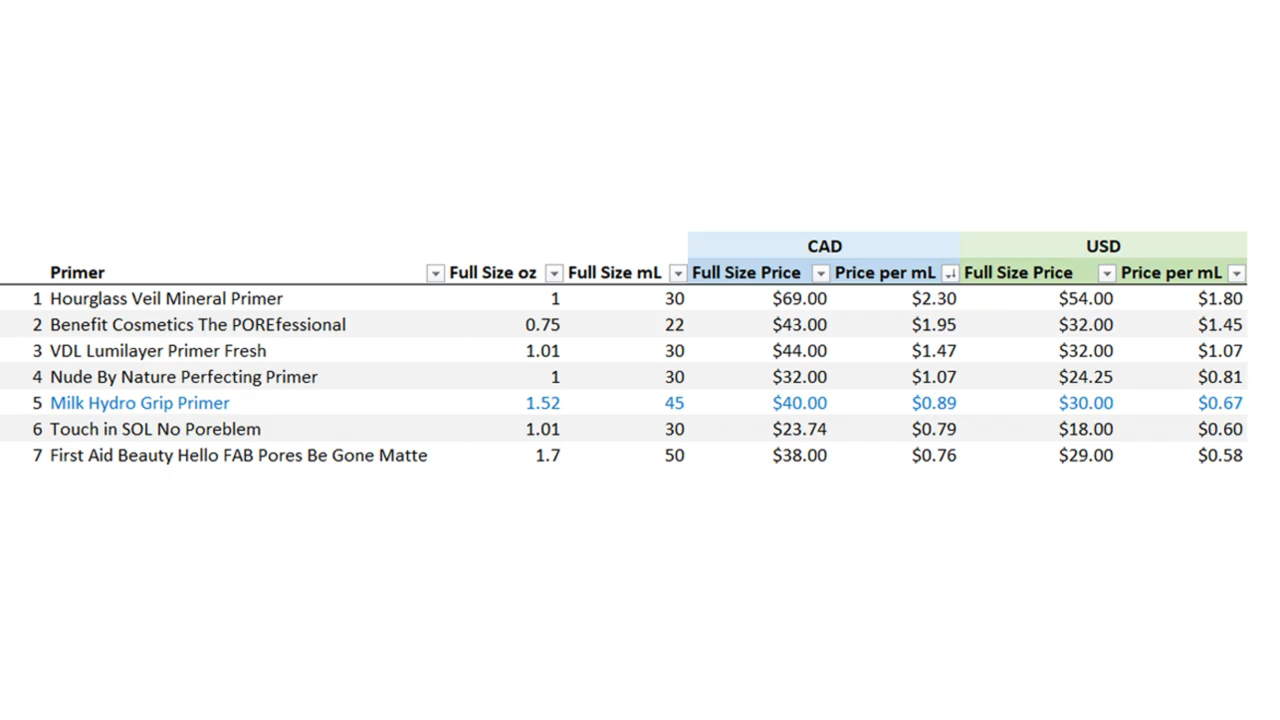 CAD USD
Primer Full Size oz Full Size mL Full Size Price Price per mL Full Size Price Price per mL
1 Hourglass Veil Mineral Primer 1 30 $69.00 $2.30 $54.00 $1.80
2 Benefit Cosmetics The POREfessional 0.75 22 $43.00 $1.95 $32.00 $1.45
3 VDL Lumilayer Primer Fresh 1.01 30 $44.00 $1.47 $32.00 $1.07
4 Nude By Nature Perfecting Primer 1 30 $32.00 $1.07 $24.25 $0.81
5 Milk Hydro Grip Primer 1.52 45 $40.00 $0.89 $30.00 $0.67
6 Touch in SOL No Poreblem 1.01 30 $23.74 $0.79 $18.00 $0.60
7 First Aid Beauty Hello FAB Pores Be Gone Matte 1.7 50 $38.00 $0.76 $29.00 $0.58